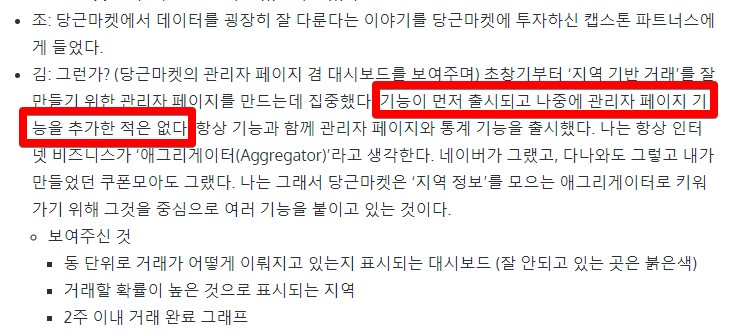 조: 당근마켓에서 데이터를 굉장히 잘 다룬다는 이야기를 당근마켓에 투자하신 캡스톤 파트너스에
게 들었다.
김: 그런가? (당근마켓의 관리자 페이지 겸 대시보드를 보여주며) 초창기부터 ‘지역 기반 거래’를 잘
만들기 위한 관리자 페이지를 만드는데 집중했다. 기능이 먼저 출시되고 나중에 관리자 페이지 기
능을 추가한 적은 없다. 항상 기능과 함께 관리자 페이지와 통계 기능을 출시했다. 나는 항상 인터
넷 비즈니스가 ‘애그리게이터(Aggregator)’라고 생각한다. 네이버가 그랬고, 다나와도 그렇고 내가
만들었던 쿠폰모아도 그랬다. 나는 그래서 당근마켓은 ‘지역 정보’를 모으는 애그리게이터로 키워
가기 위해 그것을 중심으로 여러 기능을 붙이고 있는 것이다.
보여주신 것
동 단위로 거래가 어떻게 이뤄지고 있는지 표시되는 대시보드 (잘 안되고 있는 곳은 붉은색)
거래할 확률이 높은 것으로 표시되는 지역
2주 이내 거래 완료 그래프